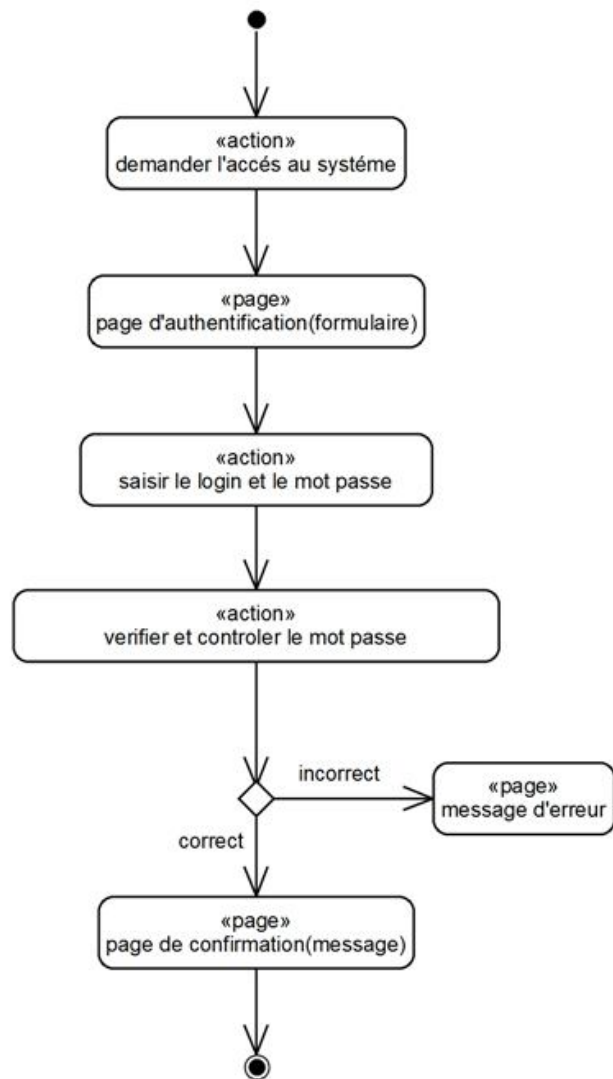 «action»
demander l'accés au systéme
«page»
page d'authentification(formulaire)
«action»
saisir le login et le mot passe
«action»
verifier et controler le mot passe
incorrect
«page»
message d'erreur
correct
«page»
page de confirmation(message)